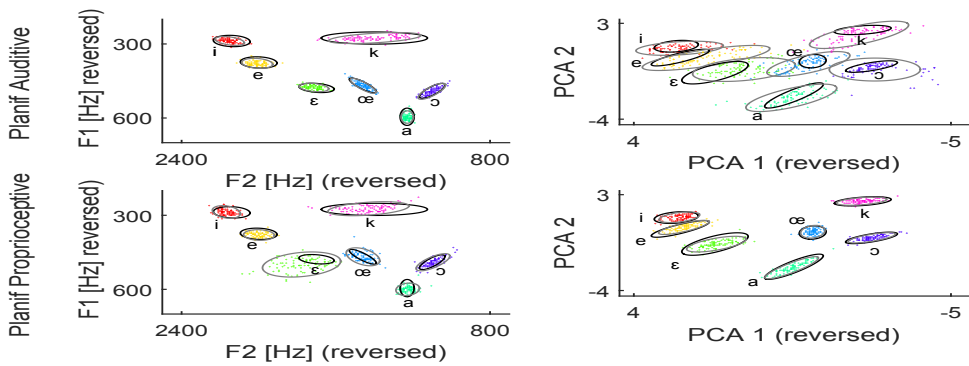 Planif Auditive
F1 [Hz] reversed)
300
600
i
e
ɛ
œ
ɔ
a
k
2400
800
F2 [Hz] (reversed)
PCA 2
3
-4
i
e
ɛ
œ
k
ɔ
a
4
-5
PCA 1 (reversed)
Planif Proprioceptive
F1 [Hz] reversed)
300
600
i
e
ɛ
œ
ɔ
a
k
2400
800
F2 [Hz] (reversed)
PCA 2
3
-4
i
e
ɛ
œ
k
ɔ
a
4
-5
PCA 1 (reversed)